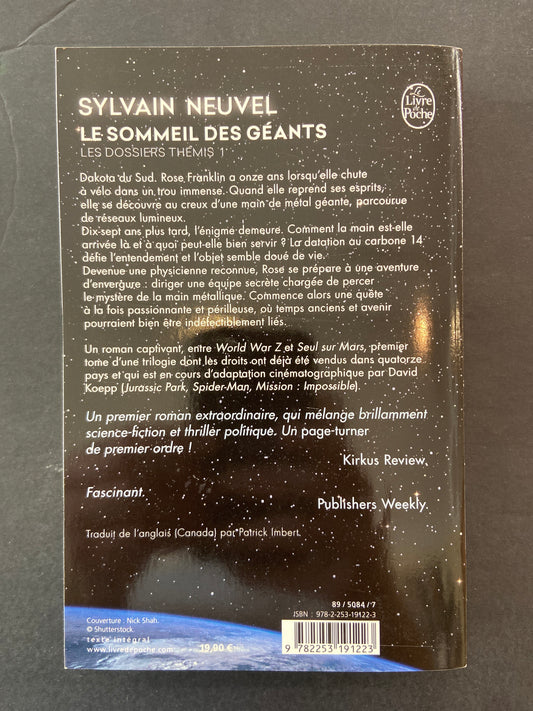 SYLVAIN NEUVEL
Le Livre de Poche
LE SOMMEIL DES GÉANTS
LES DOSSIERS THÉMIS 1
Dakota du Sud. Rose Franklin a onze ans lorsqu'elle chute
à vélo dans un trou immense. Quand elle reprend ses esprits,
elle se découvre au creux d'une main de métal géante, parcourue
de réseaux lumineux.
Dix-sept ans plus tard, l'énigme demeure. Comment la main est-elle
arrivée là et à quoi peut-elle bien servir ? La datation au carbone 14
défie l'entendement et l'objet semble doué de vie.
Devenue une physicienne reconnue, Rose se prépare à une aventure
d'envergure : diriger une équipe secrète chargée de percer
le mystère de la main métallique. Commence alors une quête
à la fois passionnante et périlleuse, où temps anciens et avenir
pourraient bien être indéfectiblement liés.
Un roman captivant, entre World War Z et Seul sur Mars, premier
tome d'une trilogie dont les droits ont déjà été vendus dans quatorze
pays et qui est en cours d'adaptation cinématographique par David
Koepp (Jurassic Park, Spider-Man, Mission : Impossible).
Un premier roman extraordinaire, qui mélange brillamment
science-fiction et thriller politique. Un page-turner
de premier ordre !
Kirkus Review.
Fascinant.
Publishers Weekly.
Traduit de l'anglais (Canada) par Patrick Imbert.
Couverture : Nick Shah.
© Shutterstock.
texte intégral
www.livredepoche.com
19,90 €
89 / 5084 / 7
ISBN : 978-2-253-19122-3
9 782253 191223